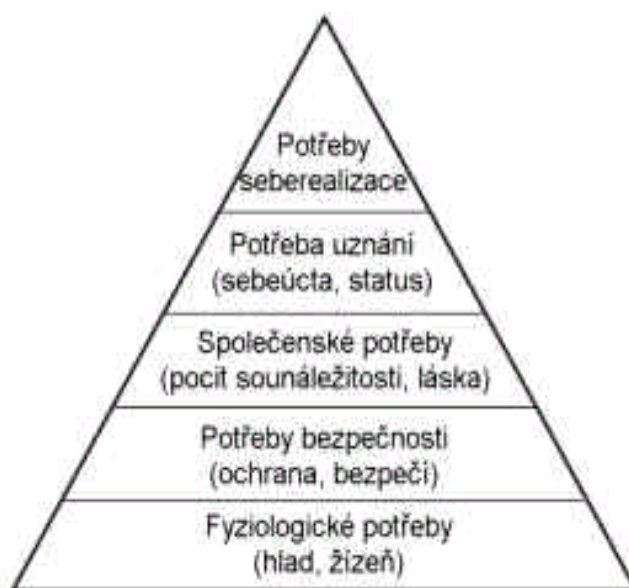 Potřeby
seberealizace
Potřeba uznání
(sebeúcta, status)
Společenské potřeby
(pocit sounáležitosti, láska)
Potřeby bezpečnosti
(ochrana, bezpečí)
Fyziologické potřeby
(hlad, žízeň)